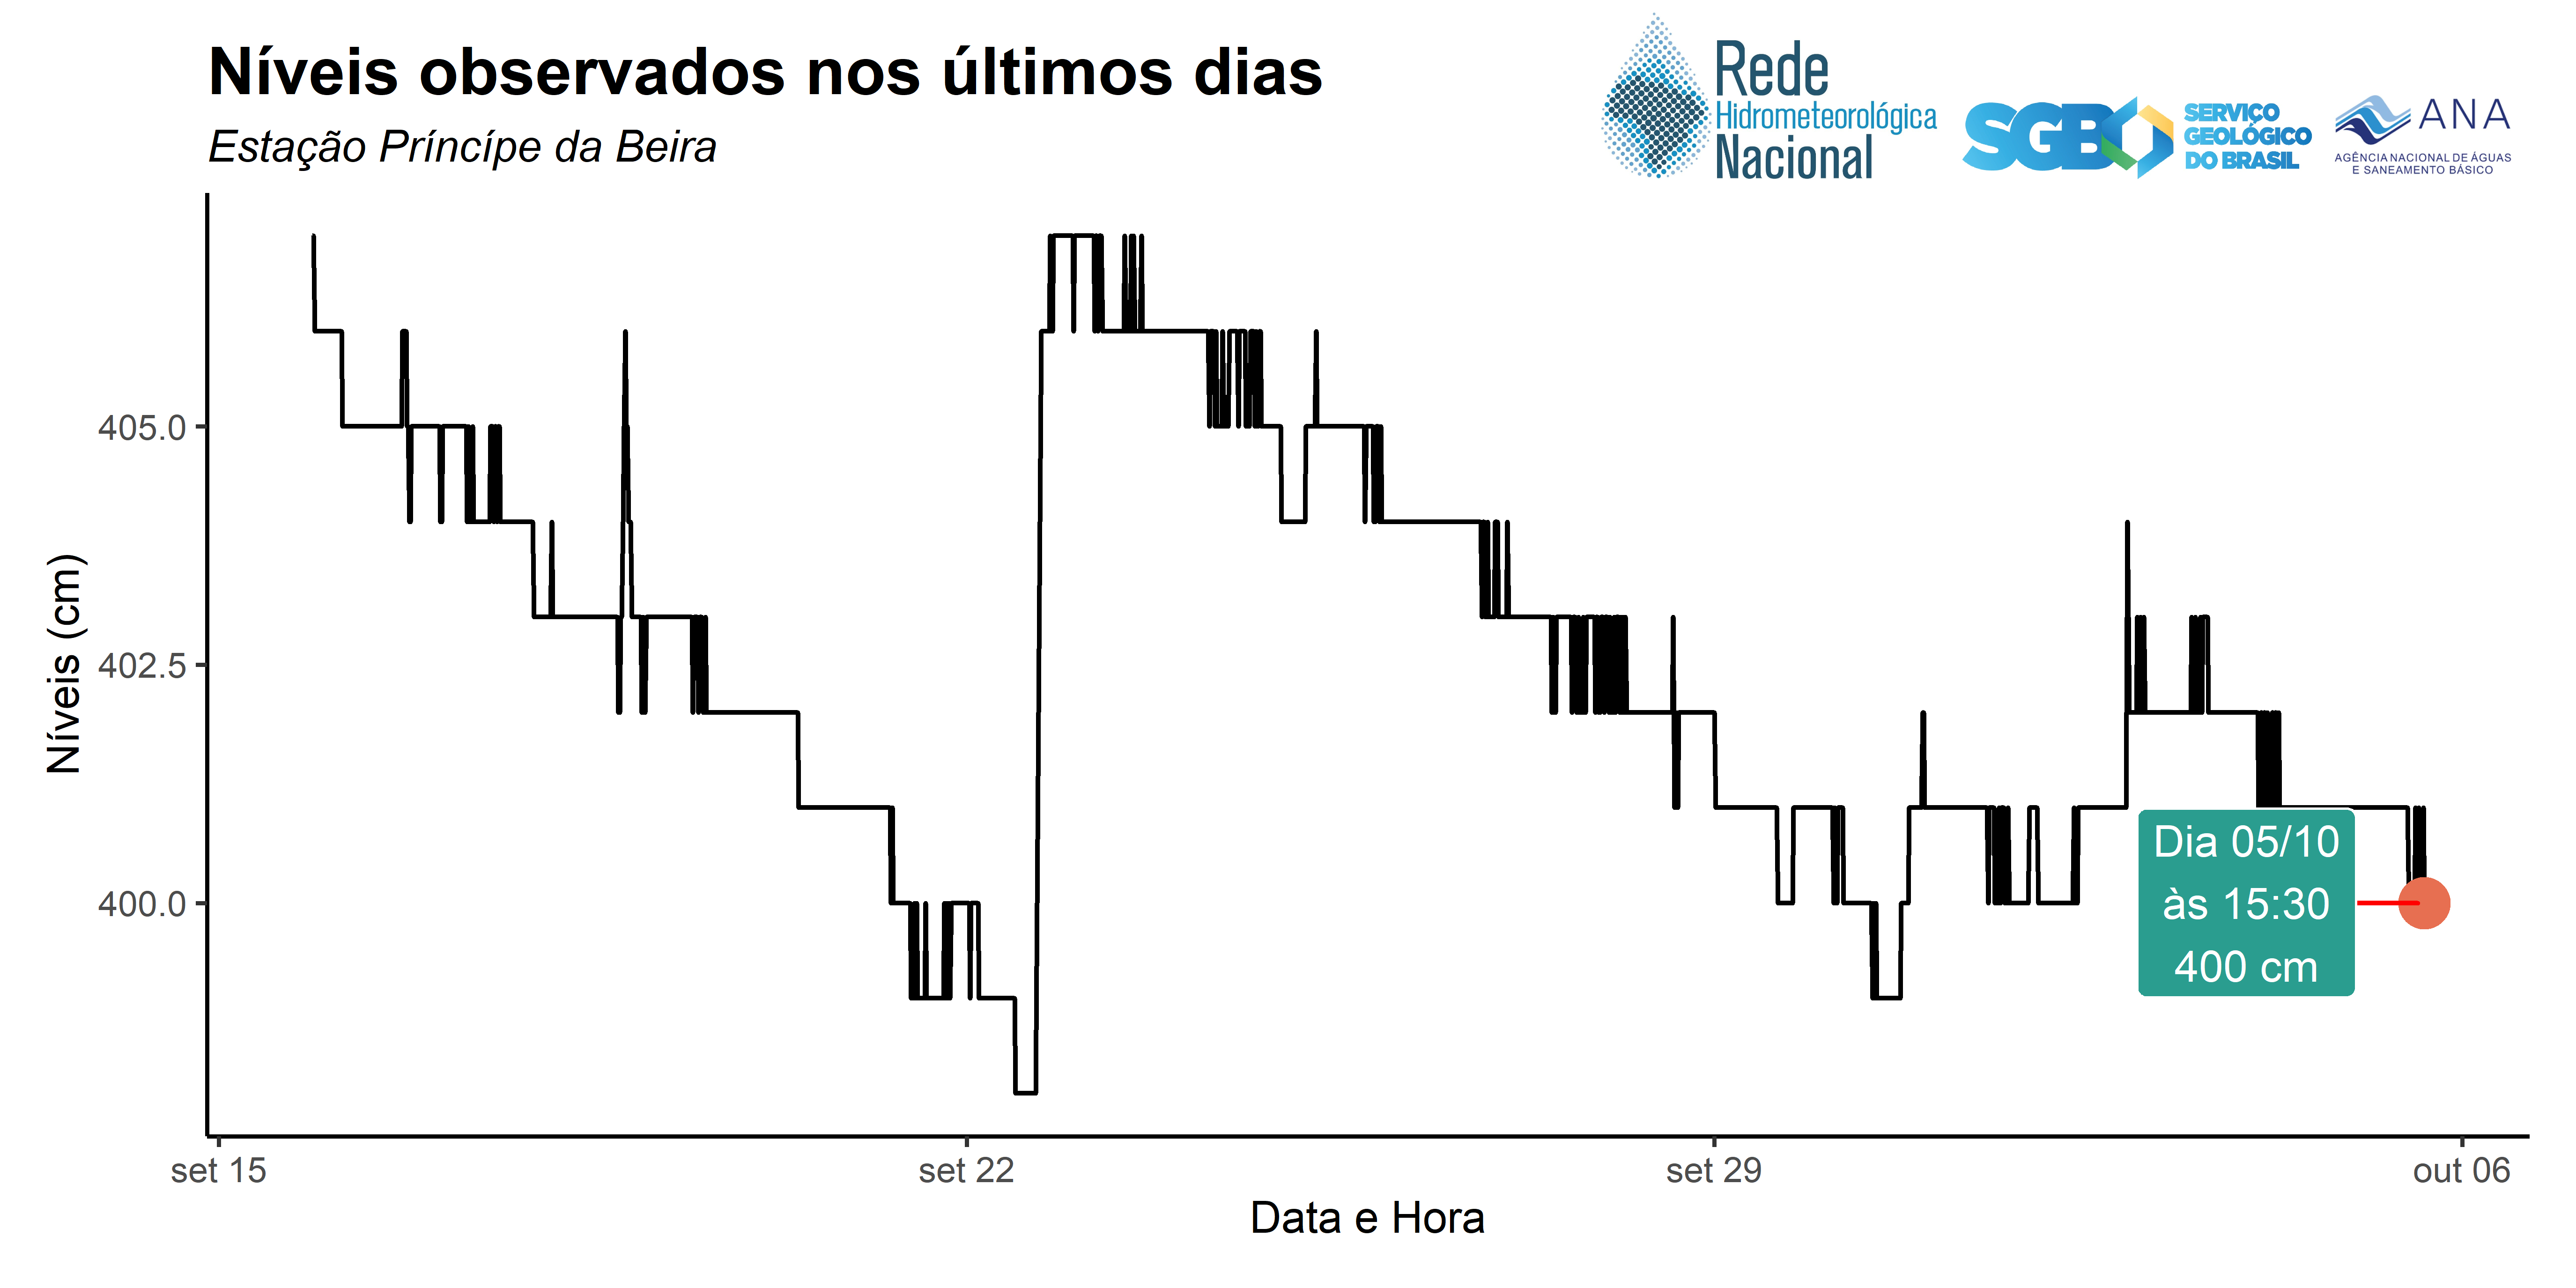 Níveis observados nos últimos dias
Estação Príncípe da Beira
Rede
Hidrometeorológica
Nacional
SGB
SERVIÇO
GEOLÓGICO
DO BRASIL
ANA
AGÊNCIA NACIONAL DE ÁGUAS
E SANEAMENTO BÁSICO
Níveis (cm)
405.0
402.5
400.0
Dia 05/10
às 15:30
400 cm
set 15
set 22
set 29
out 06
Data e Hora